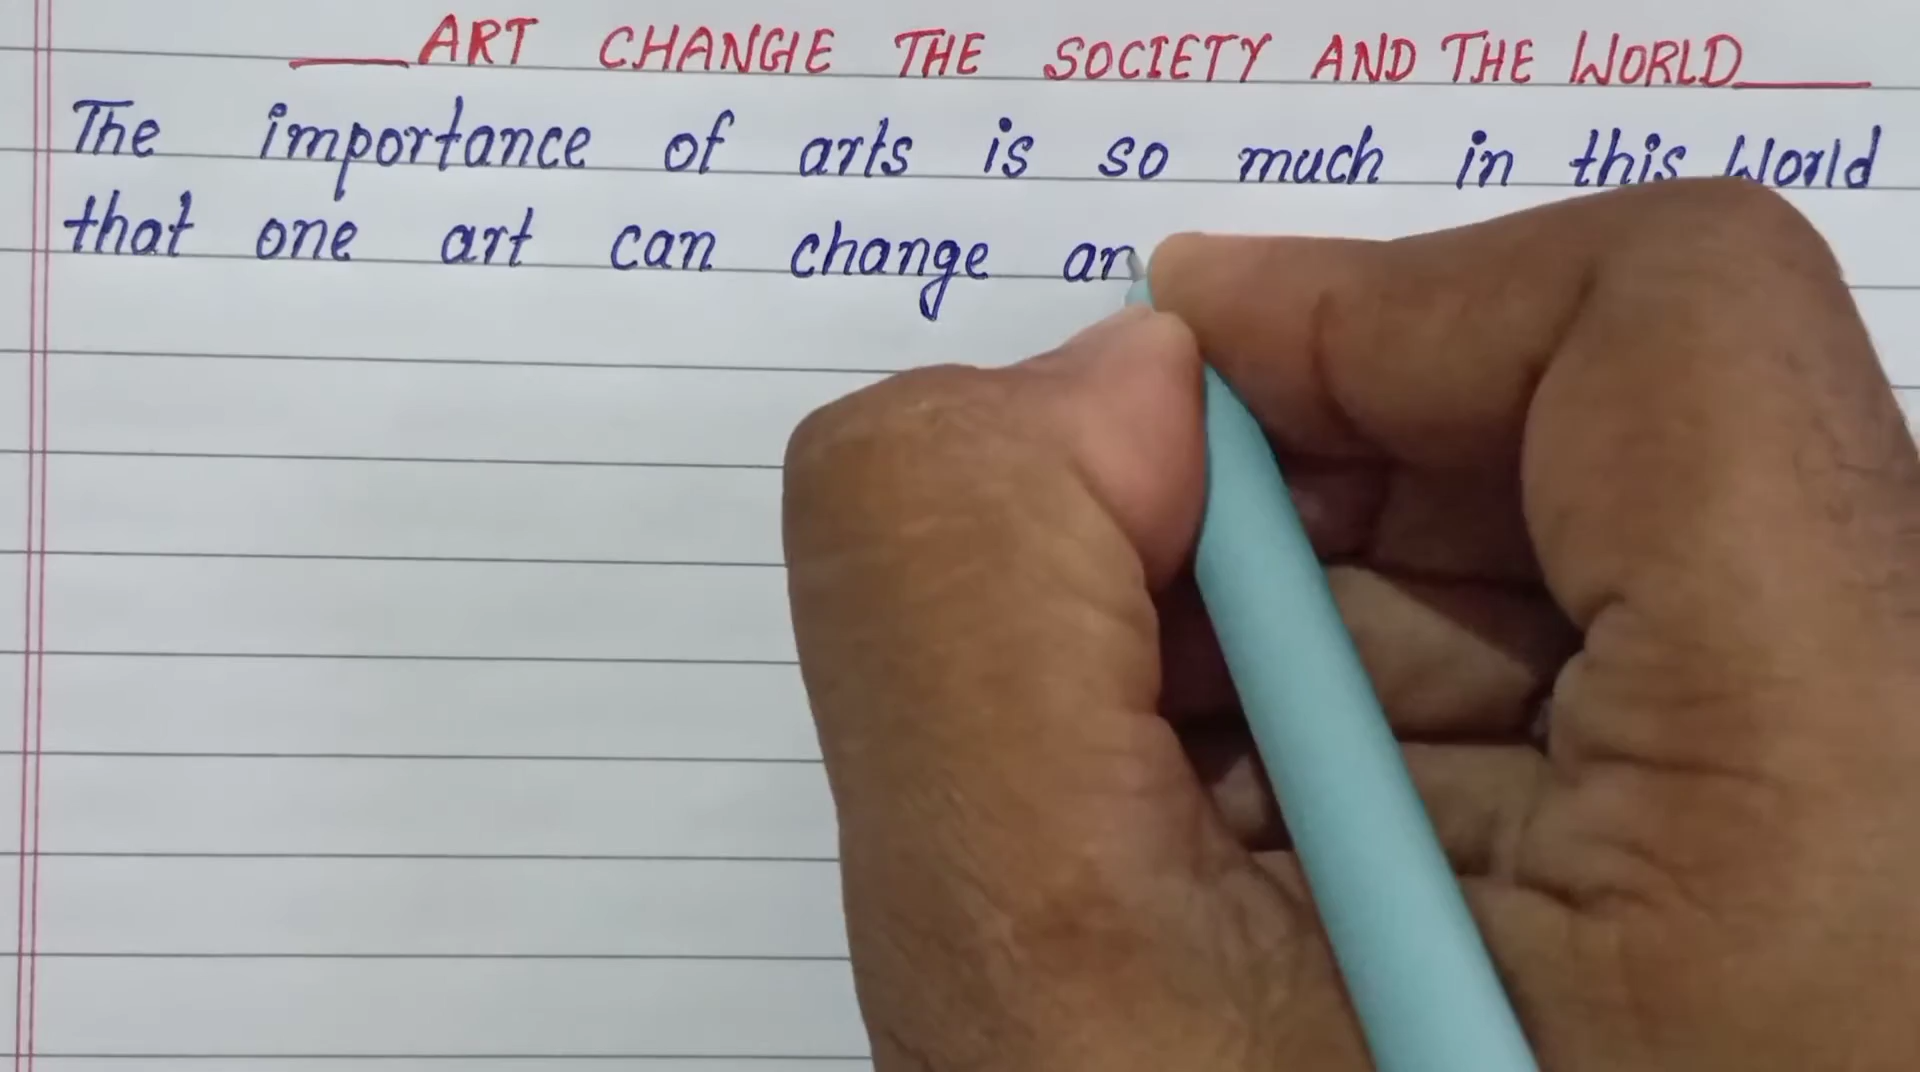 ART CHANGE THE SOCIETY AND THE WORLD
The importance of arts is so much in this World
that one art can change an